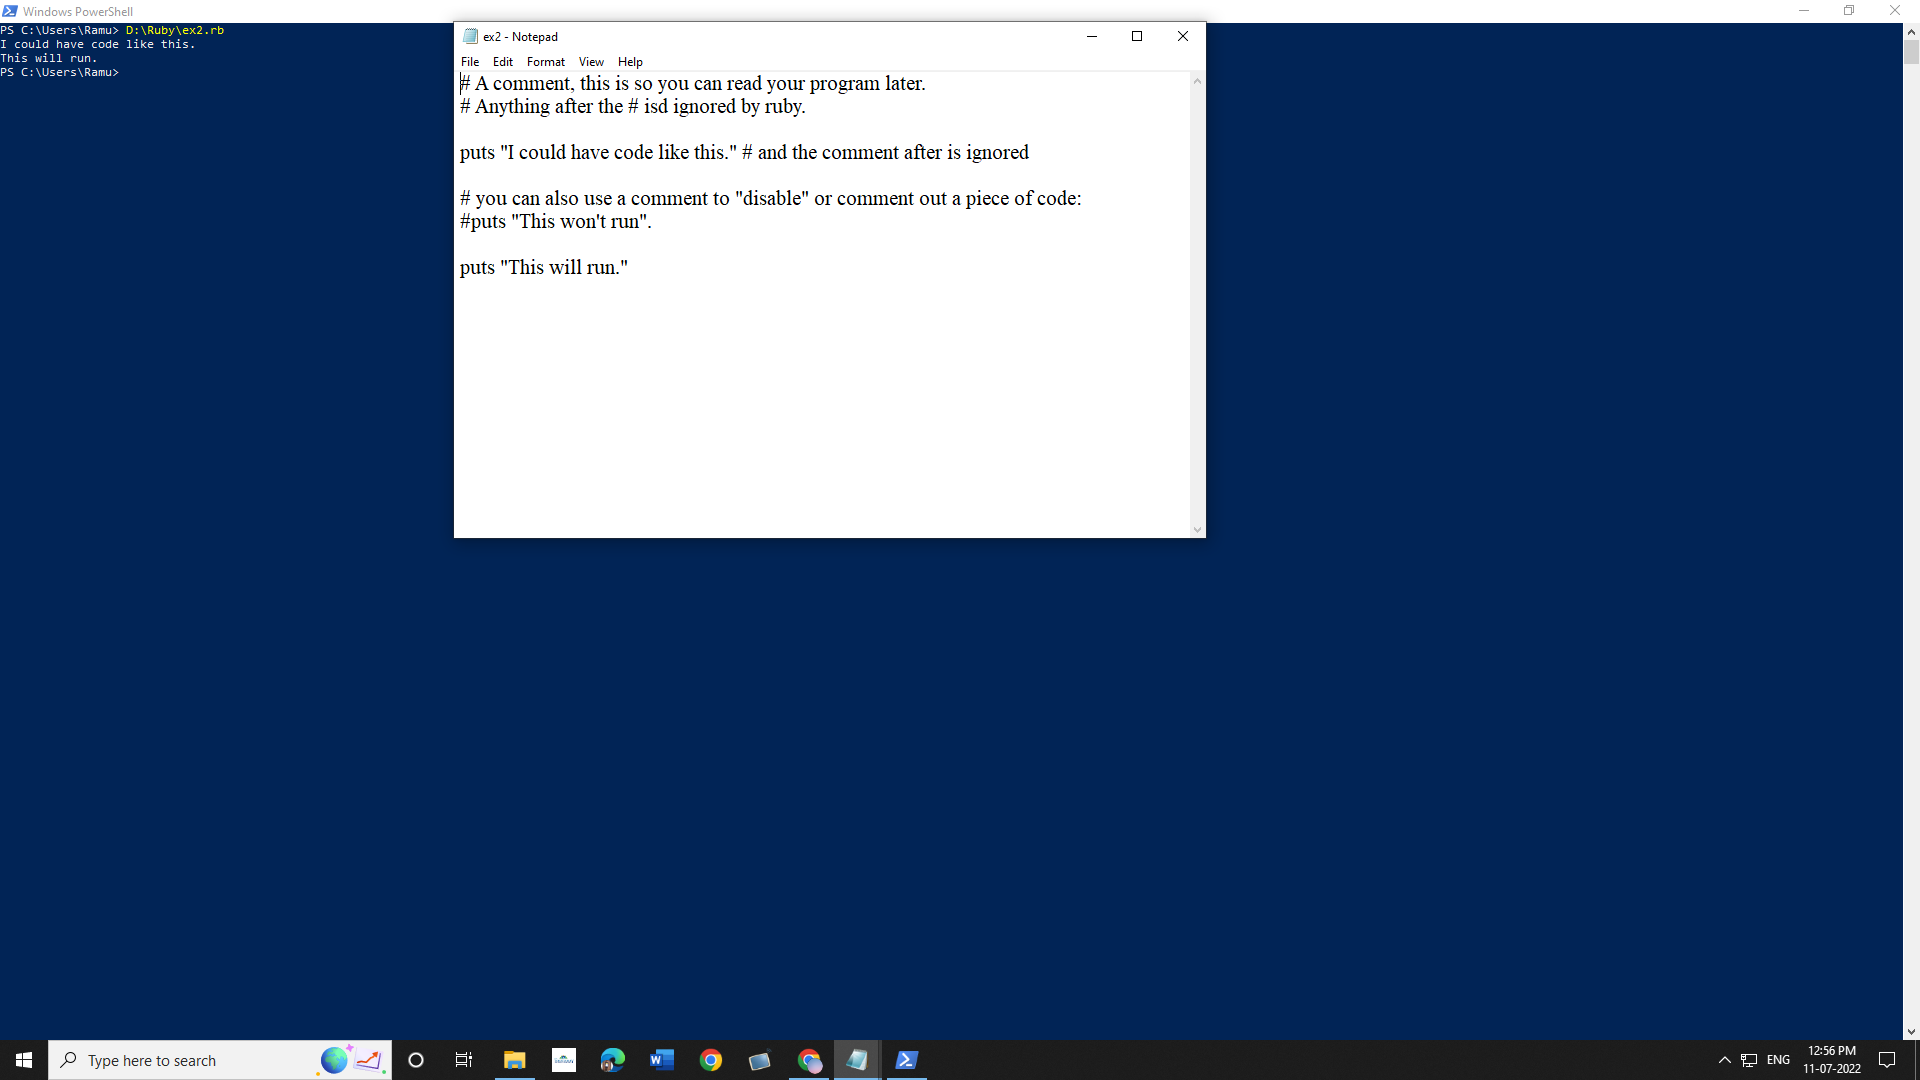 Windows PowerShell
PS C:\Users\Ramu> D:\Ruby\ex2.rb
I could have code like this.
This will run.
PS C:\Users\Ramu>
ex2 - Notepad
File Edit Format View Help
# A comment, this is so you can read your program later.
# Anything after the # isd ignored by ruby.
puts "I could have code like this." # and the comment after is ignored
# you can also use a comment to "disable" or comment out a piece of code:
#puts "This won't run".
puts "This will run."
Type here to search
ENG
12:56 PM
11-07-2022